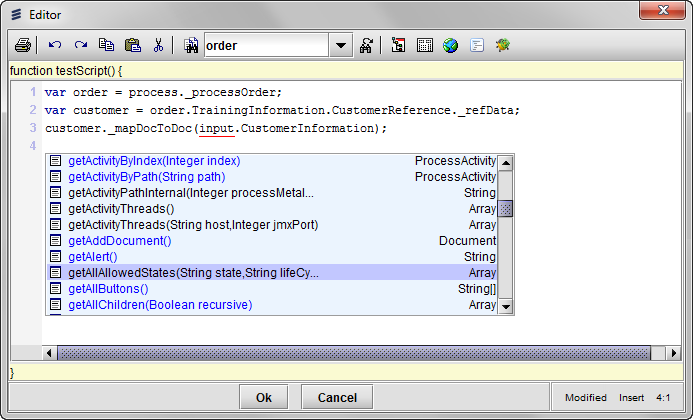 Editor
order
function testScript() {
1 var order = process._processOrder;
2 var customer = order.TrainingInformation.CustomerReference._refData;
3 customer._mapDocToDoc(input.CustomerInformation);
4
getActivityByIndex(Integer index) ProcessActivity
getActivityByPath(String path) ProcessActivity
getActivityPathInternal(Integer processMetal... String
getActivityThreads() Array
getActivityThreads(String host,Integer jmxPort) Array
getAddDocument() Document
getAlert() String
getAllAllowedStates(String state,String lifeCy... Array
getAllButtons() String[]
getAllChildren(Boolean recursive) Array
}
Ok Cancel Modified Insert 4:1